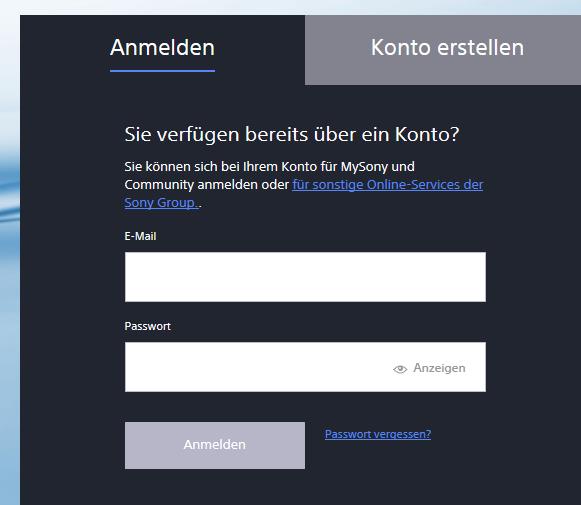 Anmelden
Konto erstellen
Sie verfügen bereits über ein Konto?
Sie können sich bei Ihrem Konto für MySony und
Community anmelden oder für sonstige Online-Services der
Sony Group..
E-Mail
Passwort
Anzeigen
Anmelden
Passwort vergessen?